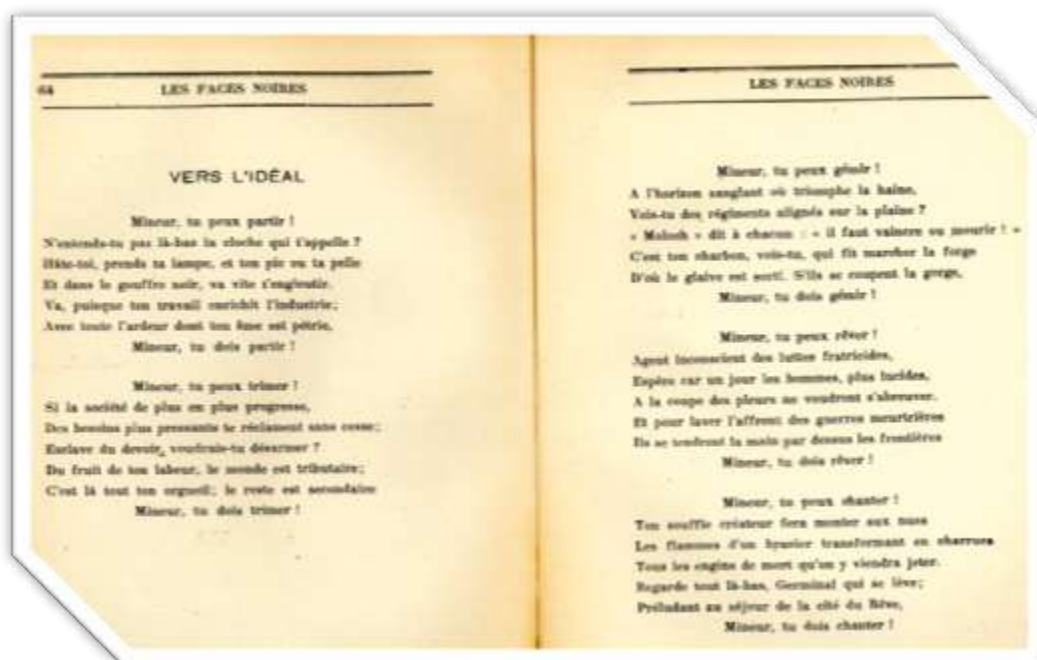 64
LES FACES NOIRES
VERS L'IDÉAL
Mineur, tu peux partir !
N'entends-tu pas là-bas la cloche qui t'appelle ?
Hâte-toi, prends ta lampe, et ton pic ou ta pelle
Et dans le gouffre noir, va vite t'engloutir.
Va, puisque ton travail enrichit l'industrie;
Avec toute l'ardeur dont ton âme est pétrie,
Mineur, tu dois partir !
Mineur, tu peux trimer !
Si la société de plus en plus progresse,
Des besoins plus pressants te réclament sans cesse;
Esclave du devoir, voudrais-tu désarmer ?
Du fruit de ton labeur, le monde est tributaire;
C'est là tout ton orgueil; le reste est secondaire
Mineur, tu dois trimer !
LES FACES NOIRES
Mineur, tu peux gémir !
A l'horizon sanglant où triomphe la haine,
Vois-tu des régiments alignés sur la plaine ?
« Moloch » dit à chacun : « il faut vaincre ou mourir ! »
C'est ton charbon, vois-tu, qui fit marcher la forge
D'où le glaive est sorti. S'ils se coupent la gorge,
Mineur, tu dois gémir !
Mineur, tu peux rêver !
Agent inconscient des luttes fratricides,
Espère car un jour les hommes, plus lucides,
A la coupe des pleurs ne voudront s'abreuver.
Et pour laver l'affront des guerres meurtrières
Ils se tendront la main par dessus les frontières
Mineur, tu dois rêver !
Mineur, tu peux chanter !
Ton souffle créateur fera monter aux nues
Les flammes d'un brasier transformant en charrues
Tous les engins de mort qu'on y viendra jeter.
Regarde tout là-bas, Germinal qui se lève;
Préludant au séjour de la cité du Rêve,
Mineur, tu dois chanter !